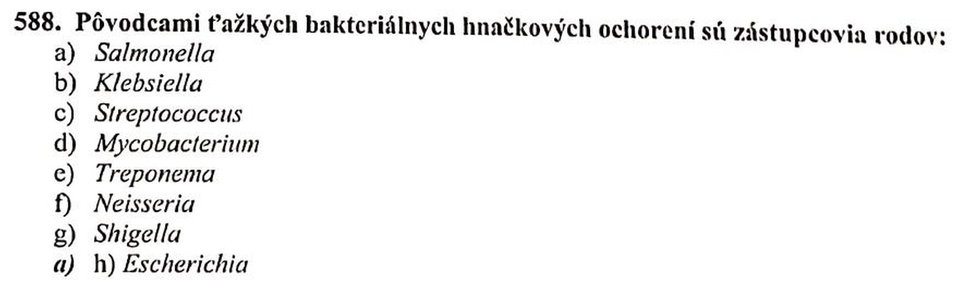 588. Pôvodcami ťažkých bakteriálnych hnačkových ochorení sú zástupcovia rodov:
a) Salmonella
b) Klebsiella
c) Streptococcus
d) Mycobacterium
e) Treponema
f) Neisseria
g) Shigella
a) h) Escherichia